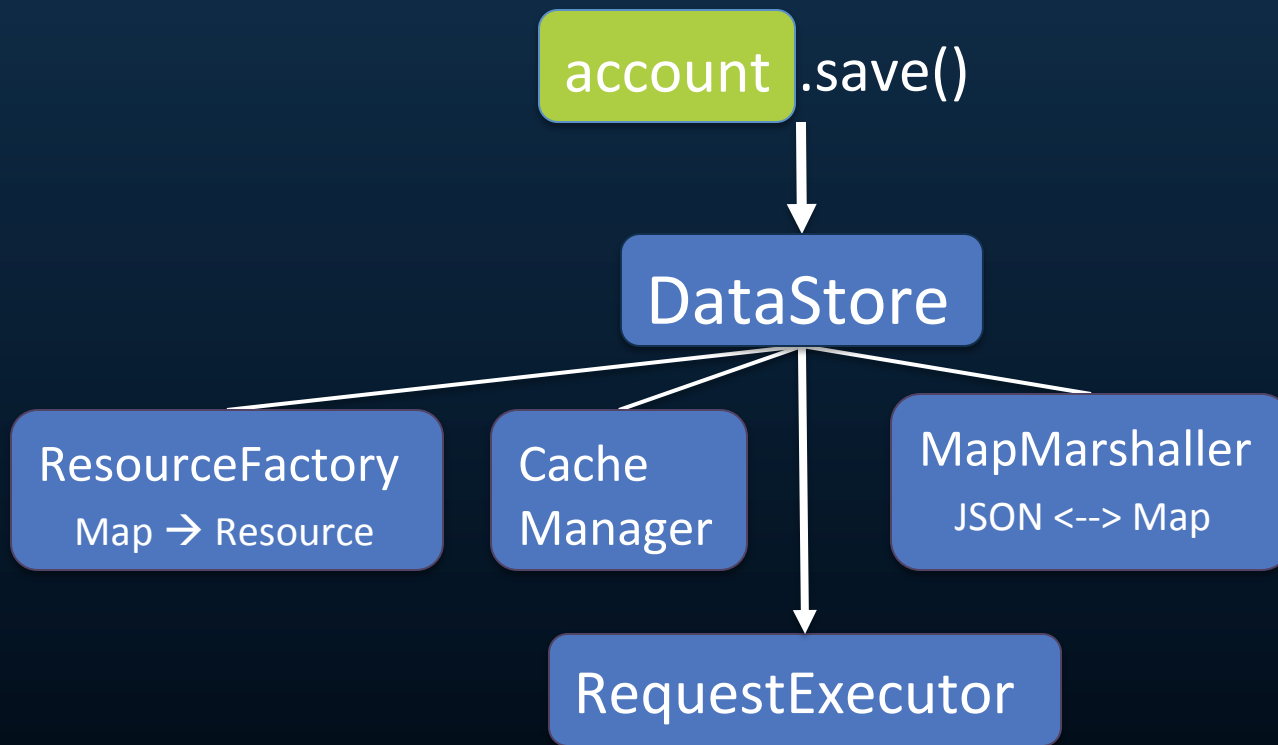 account .save()
DataStore
ResourceFactory
Map → Resource
Cache
Manager
MapMarshaller
JSON <--> Map
RequestExecutor